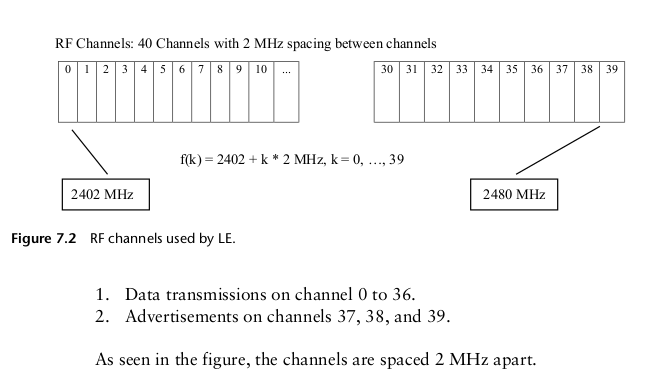 RF Channels: 40 Channels with 2 MHz spacing between channels
0 1 2 3 4 5 6 7 8 9 10 ... 30 31 32 33 34 35 36 37 38 39
f(k) = 2402 + k * 2 MHz, k = 0, …, 39
2402 MHz 2480 MHz
Figure 7.2 RF channels used by LE.
1. Data transmissions on channel 0 to 36.
2. Advertisements on channels 37, 38, and 39.
As seen in the figure, the channels are spaced 2 MHz apart.